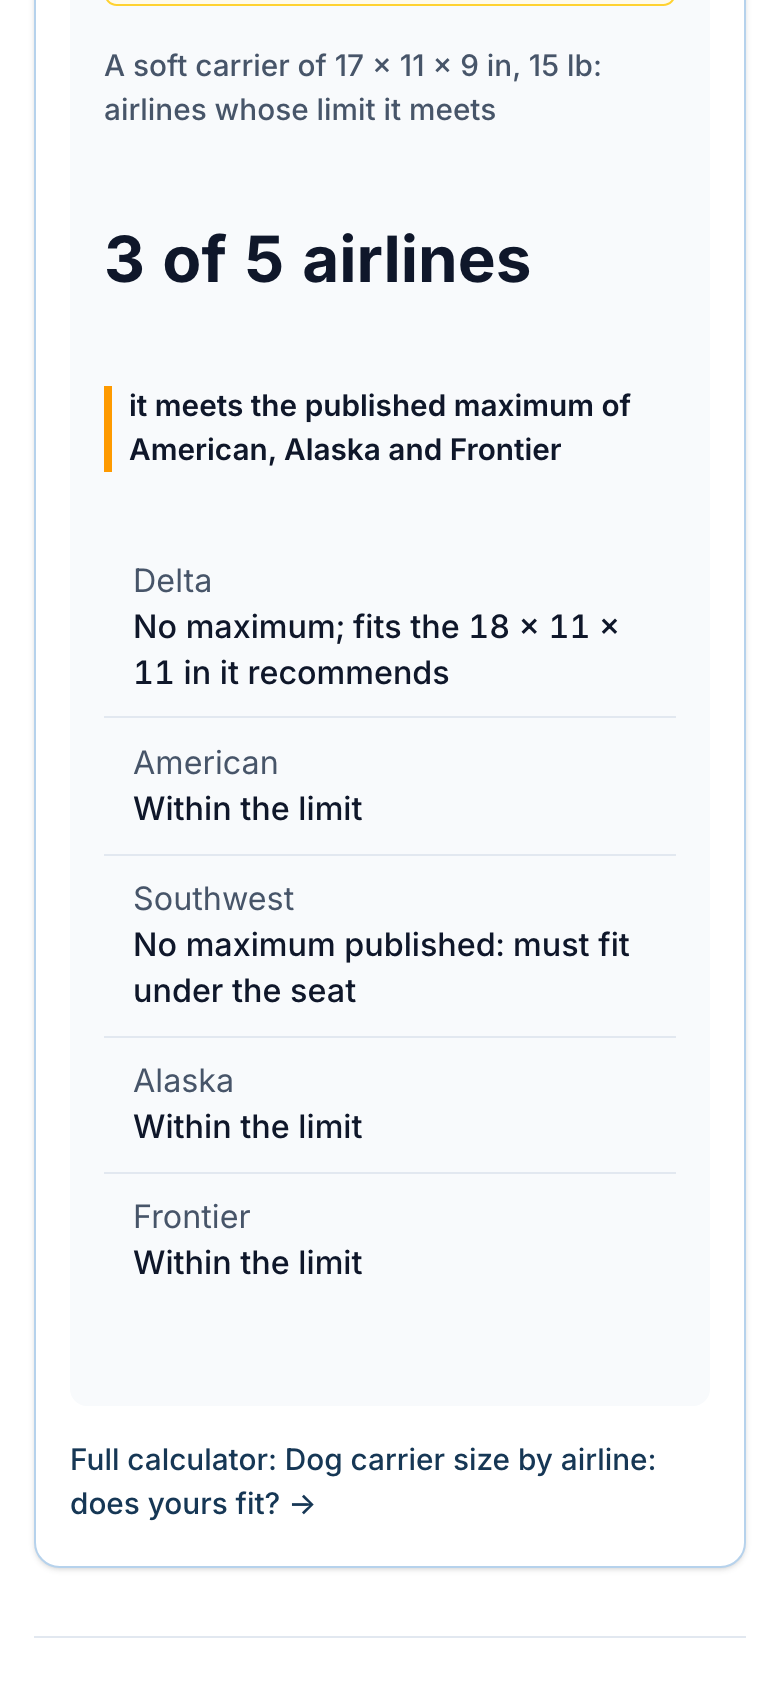 A soft carrier of 17 × 11 × 9 in, 15 lb:
airlines whose limit it meets
3 of 5 airlines
it meets the published maximum of
American, Alaska and Frontier
Delta
No maximum; fits the 18 × 11 ×
11 in it recommends
American
Within the limit
Southwest
No maximum published: must fit
under the seat
Alaska
Within the limit
Frontier
Within the limit
Full calculator: Dog carrier size by airline:
does yours fit? →